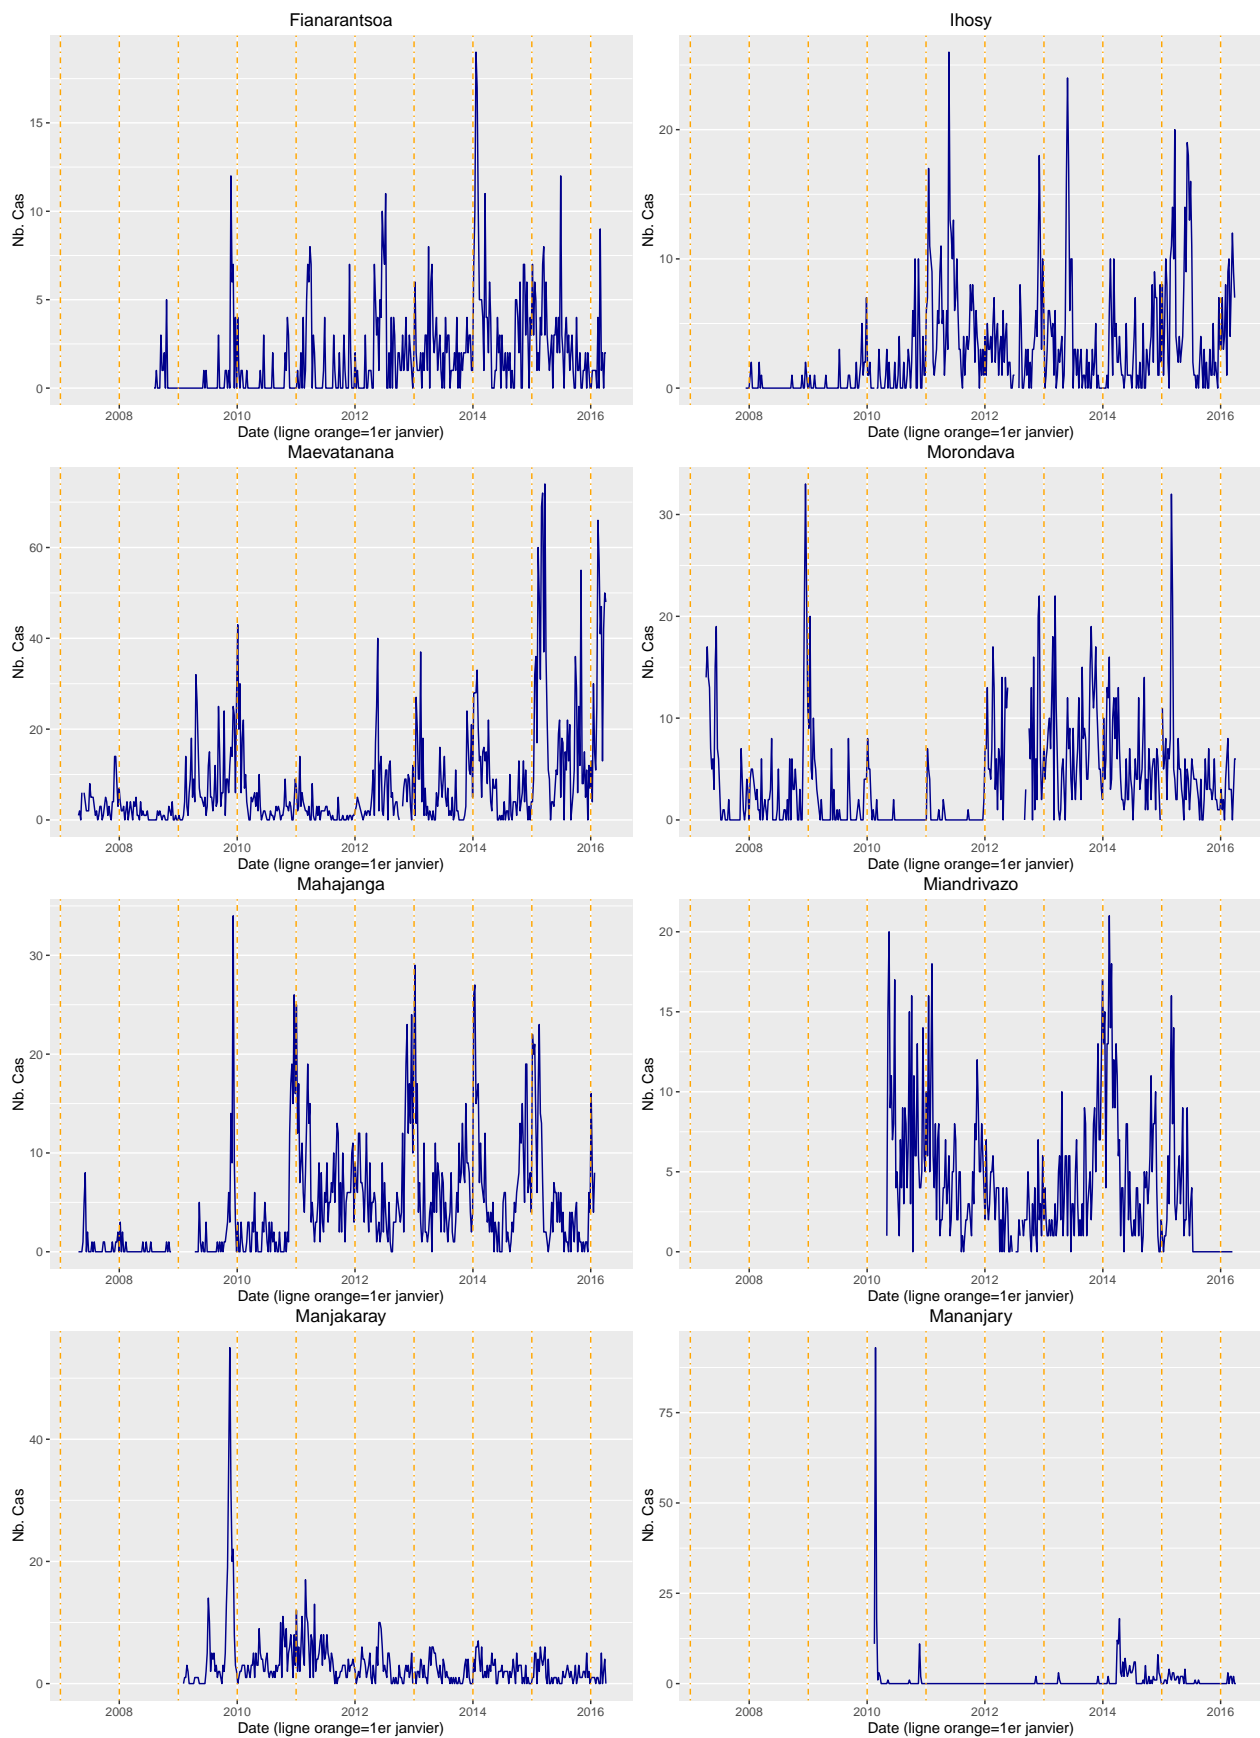 Fianarantsoa
Nb. Cas
15
10
5
0
2008 2010 2012 2014 2016
Date (ligne orange=1er janvier)
Ihosy
Nb. Cas
20
10
0
2008 2010 2012 2014 2016
Date (ligne orange=1er janvier)
Maevatanana
Nb. Cas
60
40
20
0
2008 2010 2012 2014 2016
Date (ligne orange=1er janvier)
Morondava
Nb. Cas
30
20
10
0
2008 2010 2012 2014 2016
Date (ligne orange=1er janvier)
Mahajanga
Nb. Cas
30
20
10
0
2008 2010 2012 2014 2016
Date (ligne orange=1er janvier)
Miandrivazo
Nb. Cas
20
15
10
5
0
2008 2010 2012 2014 2016
Date (ligne orange=1er janvier)
Manjakaray
Nb. Cas
40
20
0
2008 2010 2012 2014 2016
Date (ligne orange=1er janvier)
Mananjary
Nb. Cas
75
50
25
0
2008 2010 2012 2014 2016
Date (ligne orange=1er janvier)